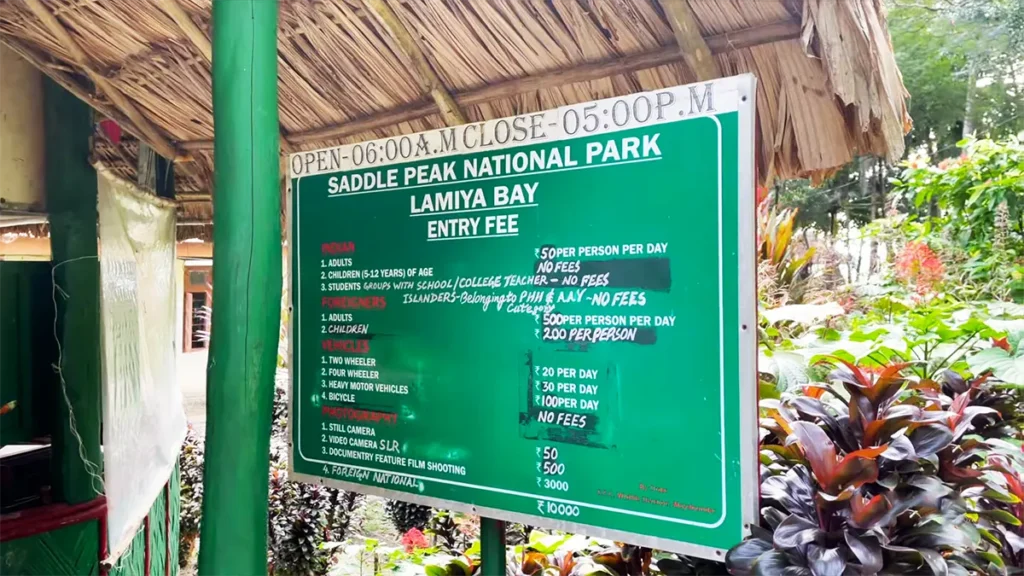 OPEN-06:00A.M CLOSE-05:00P.M
SADDLE PEAK NATIONAL PARK
LAMIYA BAY
ENTRY FEE
INDIAN
1. ADULTS ₹ 50 PER PERSON PER DAY
2. CHILDREN (5-12 YEARS) OF AGE NO FEES
3. STUDENTS GROUPS WITH SCHOOL/COLLEGE TEACHER - NO FEES
ISLANDERS-Belonging to PHH & A.A.Y - NO FEES
Category
FOREIGNERS
1. ADULTS ₹ 500PER PERSON PER DAY
2. CHILDREN ₹ 200 PER PERSON
VEHICLES
1. TWO WHEELER ₹ 20 PER DAY
2. FOUR WHEELER ₹ 30 PER DAY
3. HEAVY MOTOR VEHICLES ₹ 100PER DAY
4. BICYCLE NO FEES
PHOTOGRAPHY
1. STILL CAMERA ₹ 50
2. VIDEO CAMERA SLR ₹ 500
3. DOCUMENTRY FEATURE FILM SHOOTING ₹ 3000
4. FOREIGN NATIONAL ₹ 10000